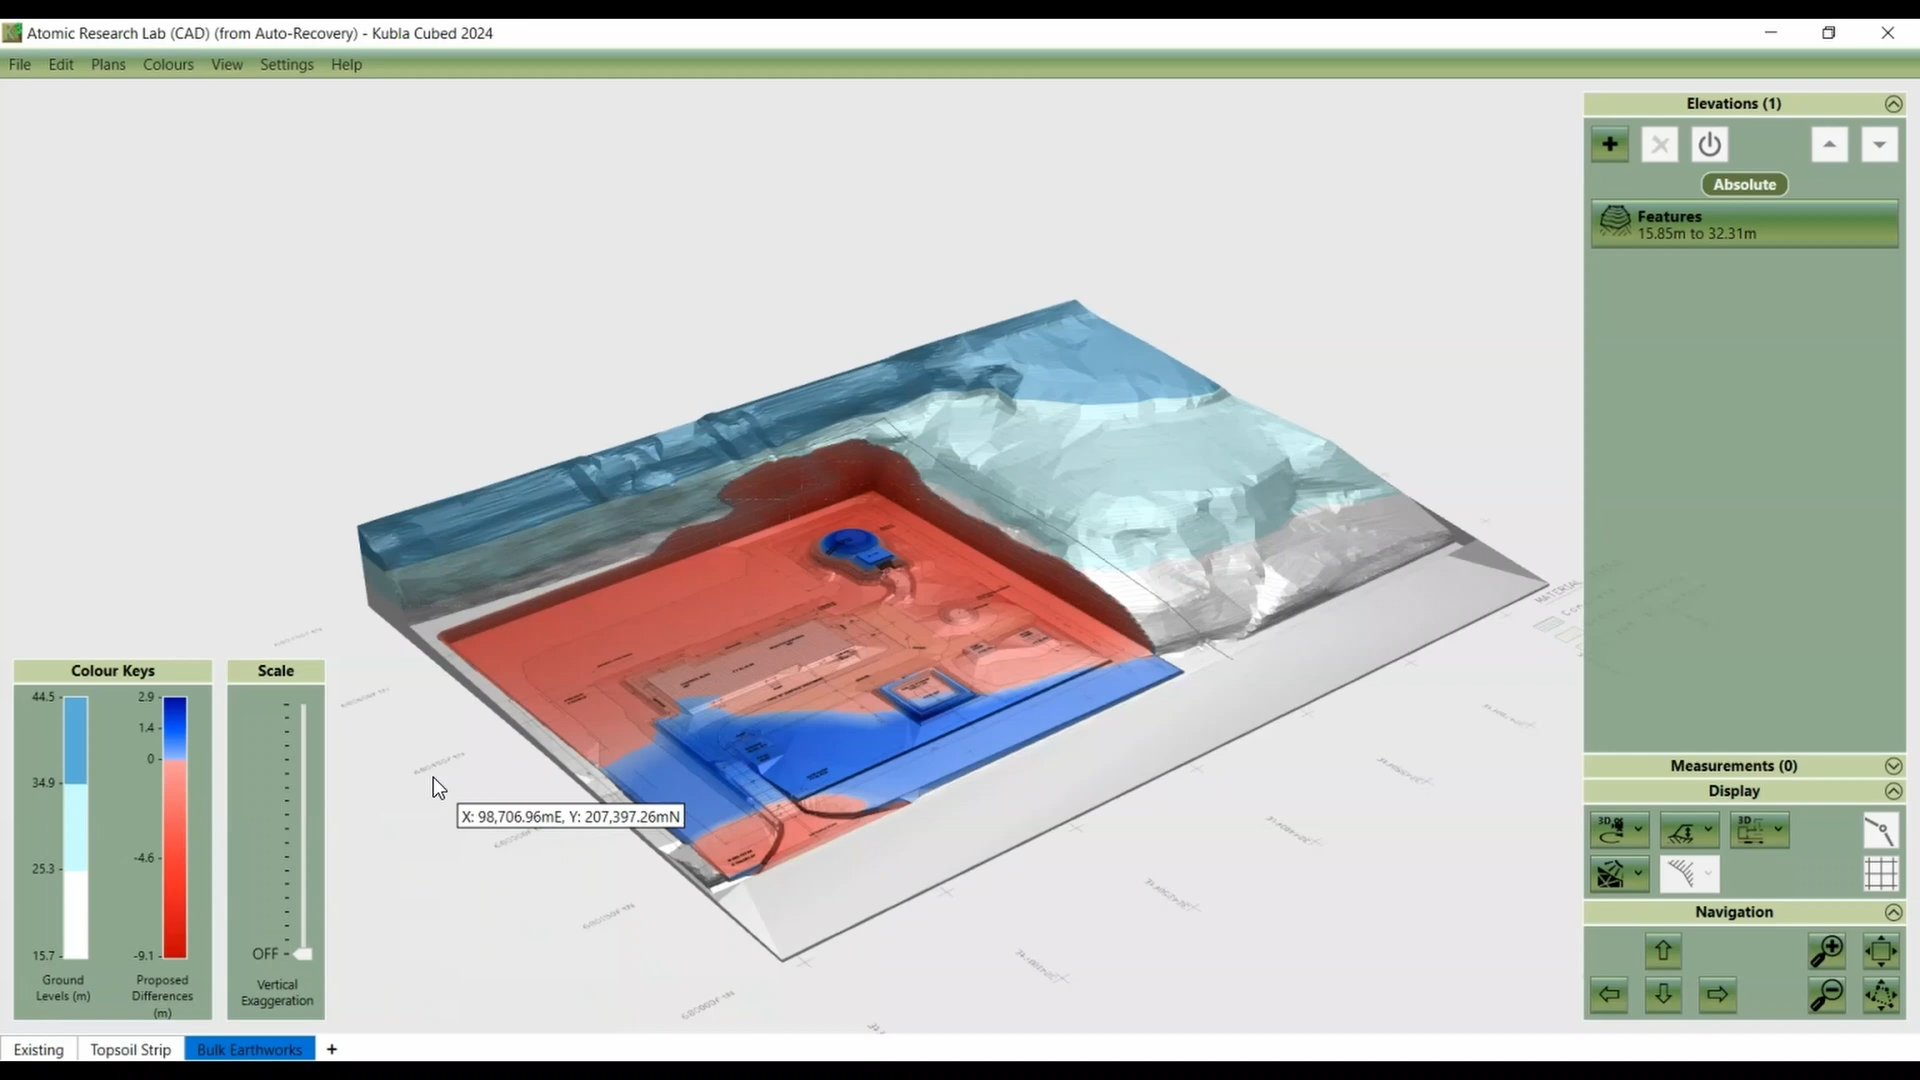 Atomic Research Lab (CAD) (from Auto-Recovery) - Kubla Cubed 2024
File Edit Plans Colours View Settings Help
Elevations (1)
Absolute
Features
15.85m to 32.31m
X: 98,706.96mE, Y: 207,397.26mN
Colour Keys
44.5
34.9
25.3
15.7
Ground
Levels (m)
2.9
1.4
0
-4.6
-9.1
Proposed
Differences
(m)
Scale
OFF
Vertical
Exaggeration
Measurements (0)
Display
3D
3D
Navigation
Existing
Topsoil Strip
Bulk Earthworks